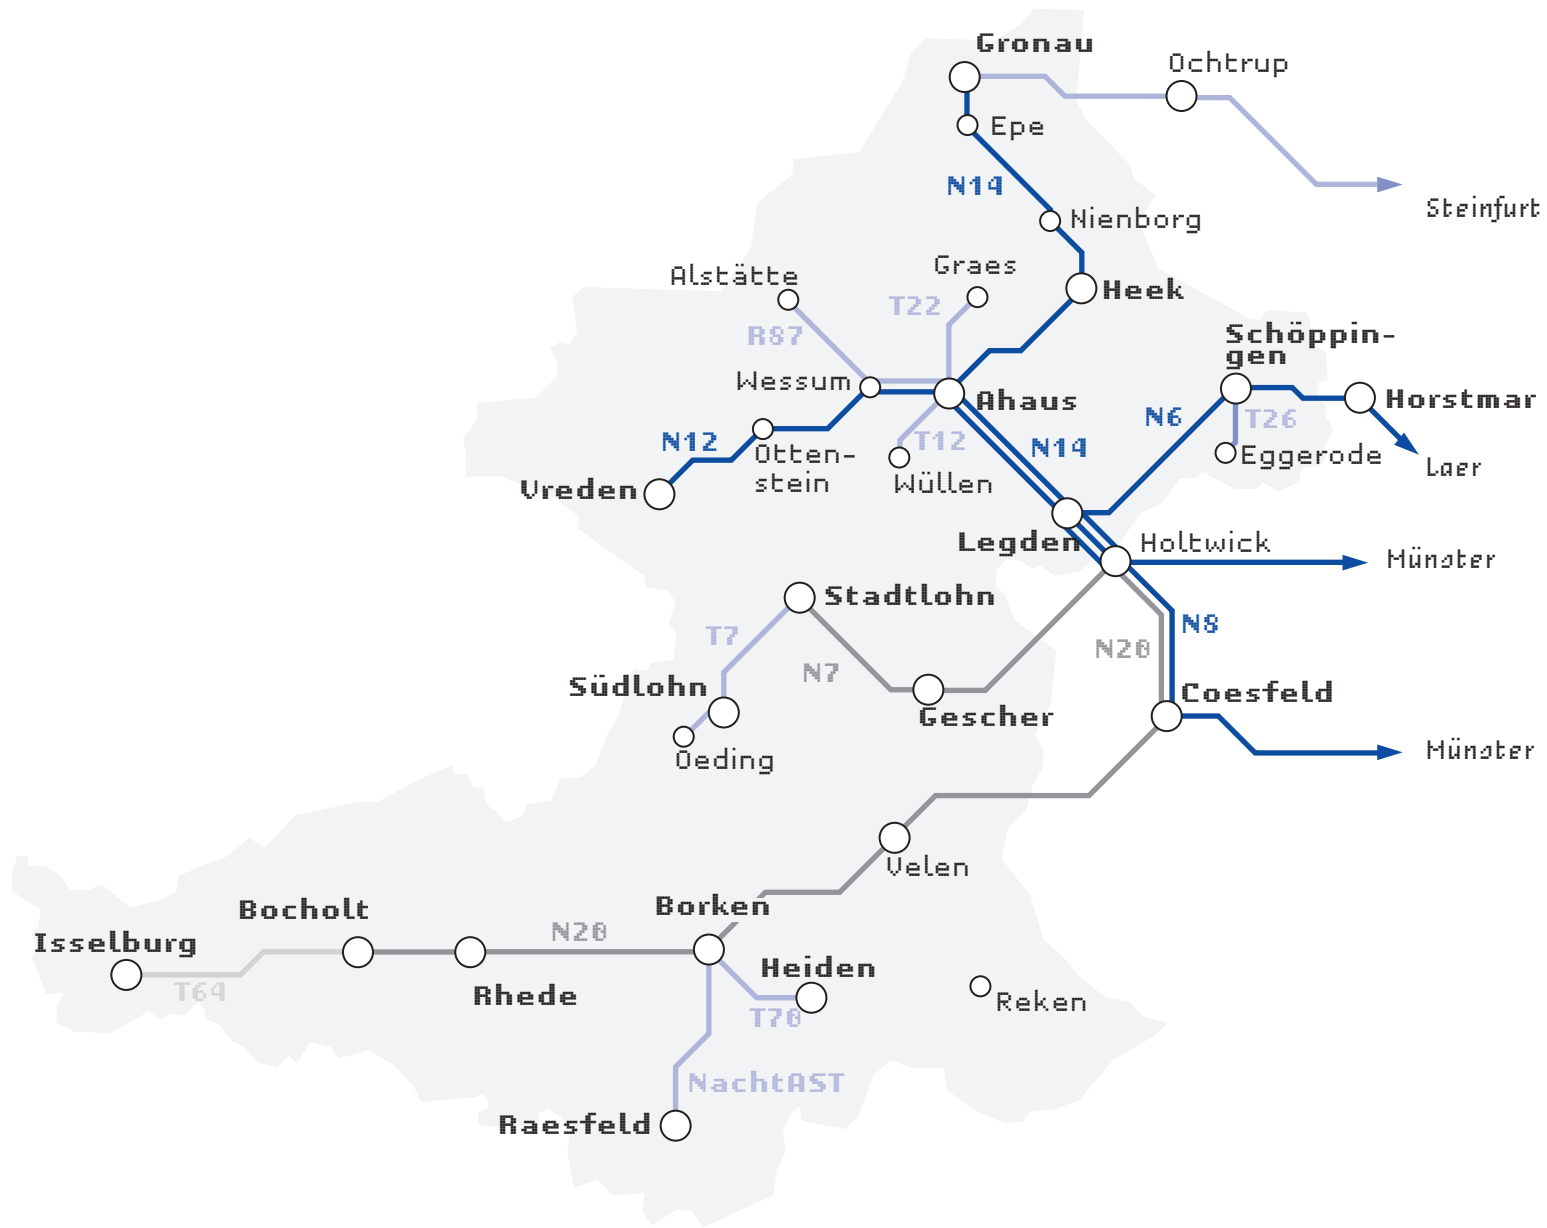 Gronau
Ochtrup
Epe
N14
Steinfurt
Nienborg
Graes
Alstätte
Heek
T22
R87
Schöppin-
gen
Wessum
Ahaus
Horstmar
N6
T26
N12
T12
N14
Otten-
stein
Eggerode
Laer
Wüllen
Vreden
Legden
Holtwick
Münster
Stadtlohn
N8
T7
N20
N7
Südlohn
Coesfeld
Gescher
Oeding
Münster
Velen
Borken
Bocholt
N20
Isselburg
Heiden
T64
Rhede
Reken
T70
NachtAST
Raesfeld